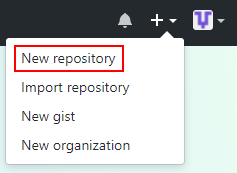 New repository
Import repository
New gist
New organization